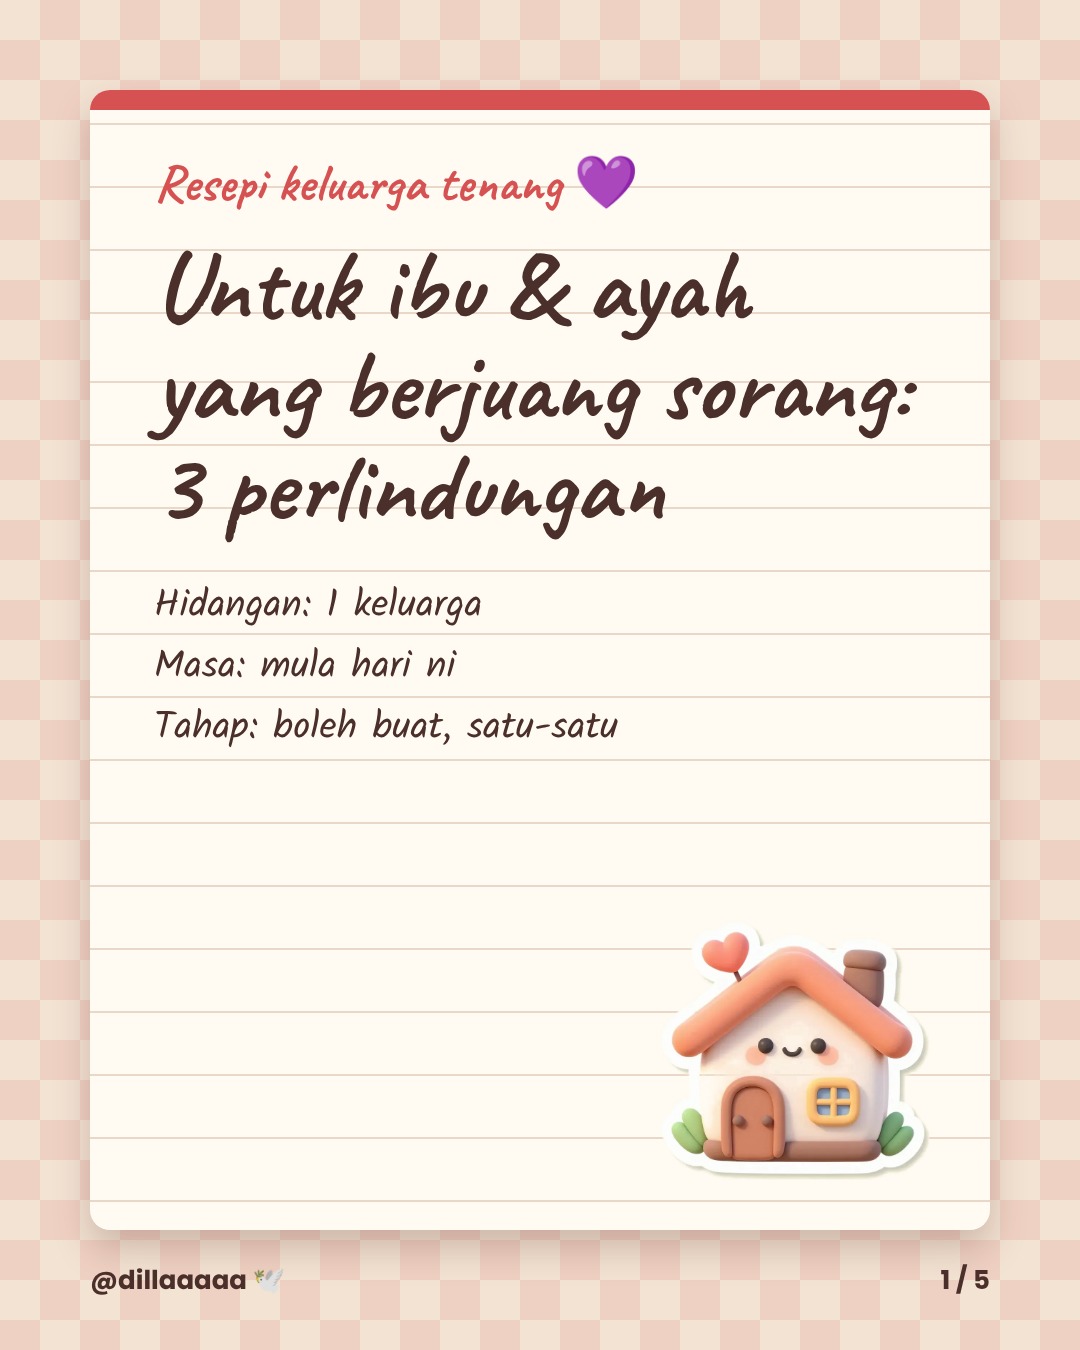 Resepi keluarga tenang 💜
Untuk ibu & ayah
yang berjuang sorang:
3 perlindungan
Hidangan: 1 keluarga
Masa: mula hari ni
Tahap: boleh buat, satu-satu
@dillaaaaa 🕊️
1 / 5